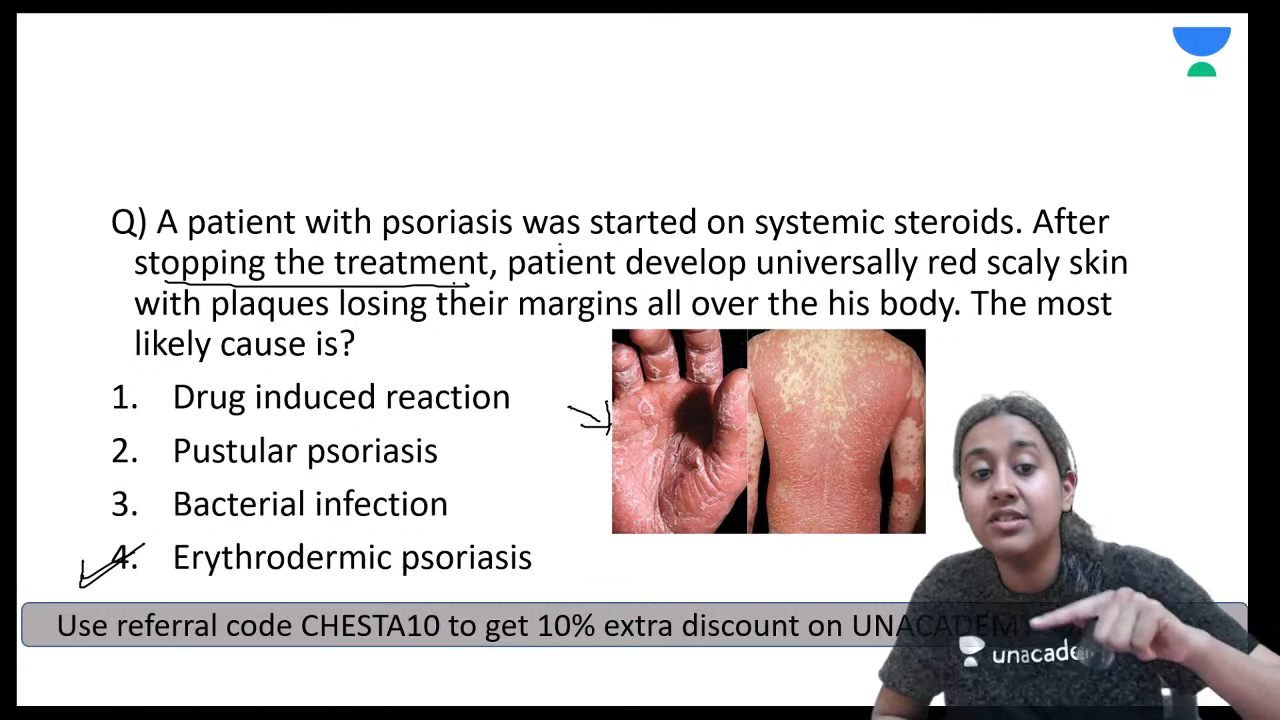 Q) A patient with psoriasis was started on systemic steroids. After
stopping the treatment, patient develop universally red scaly skin
with plaques losing their margins all over the his body. The most
likely cause is?
1. Drug induced reaction
2. Pustular psoriasis
3. Bacterial infection
4. Erythrodermic psoriasis
Use referral code CHESTA10 to get 10% extra discount on UNACADEMY
unacade